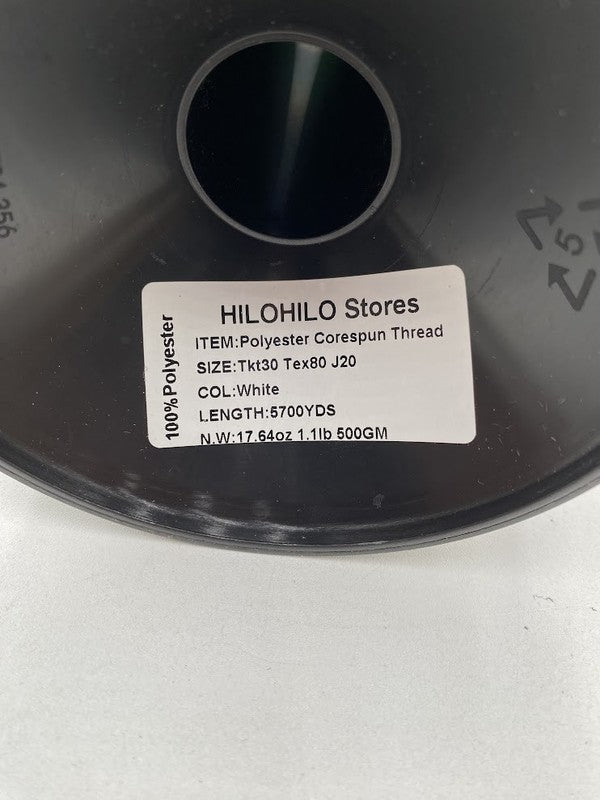 HILOHILO Stores
100%Polyester
ITEM:Polyester Corespun Thread
SIZE:Tkt30 Tex80 J20
COL:White
LENGTH:5700YDS
N.W:17.64oz 1.1lb 500GM
5